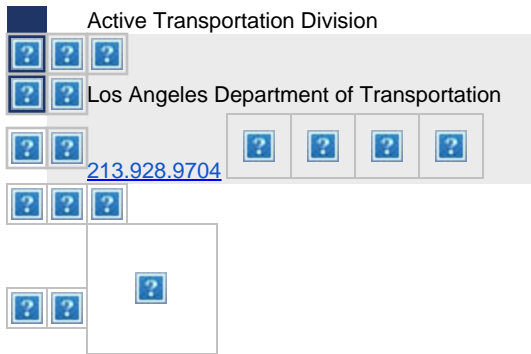 Active Transportation Division
Los Angeles Department of Transportation
213.928.9704